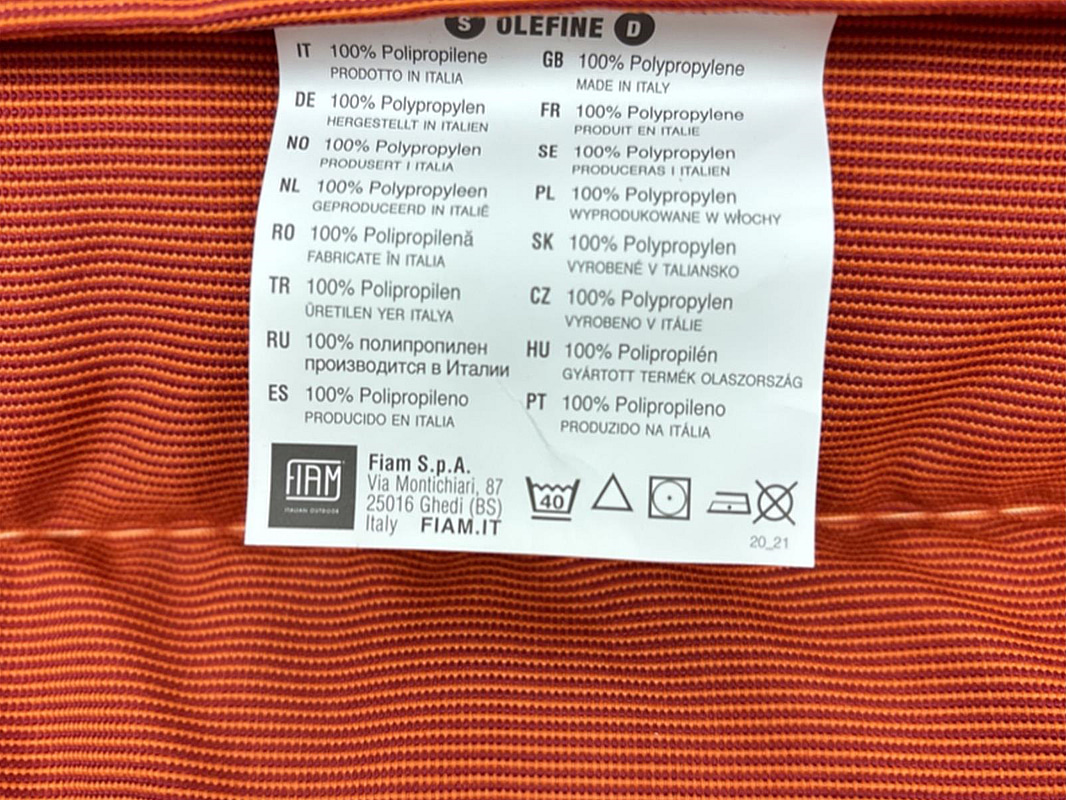 S OLEFINE D
IT 100% Polipropilene
PRODOTTO IN ITALIA
DE 100% Polypropylen
HERGESTELLT IN ITALIEN
NO 100% Polypropylen
PRODUSERT I ITALIA
NL 100% Polypropyleen
GEPRODUCEERD IN ITALIË
RO 100% Polipropilenă
FABRICATE ÎN ITALIA
TR 100% Polipropilen
ÜRETILEN YER ITALYA
RU 100% полипропилен
производится в Италии
ES 100% Polipropileno
PRODUCIDO EN ITALIA
GB 100% Polypropylene
MADE IN ITALY
FR 100% Polypropylene
PRODUIT EN ITALIE
SE 100% Polypropylen
PRODUCERAS I ITALIEN
PL 100% Polypropylen
WYPRODUKOWANE W WłOCHY
SK 100% Polypropylen
VYROBENÉ V TALIANSKO
CZ 100% Polypropylen
VYROBENO V ITÁLIE
HU 100% Polipropilén
GYÁRTOTT TERMÉK OLASZORSZÁG
PT 100% Polipropileno
PRODUZIDO NA ITÁLIA
FIAM
ITALIAN OUTDOOR
Fiam S.p.A.
Via Montichiari, 87
25016 Ghedi (BS)
Italy FIAM.IT
40
20_21